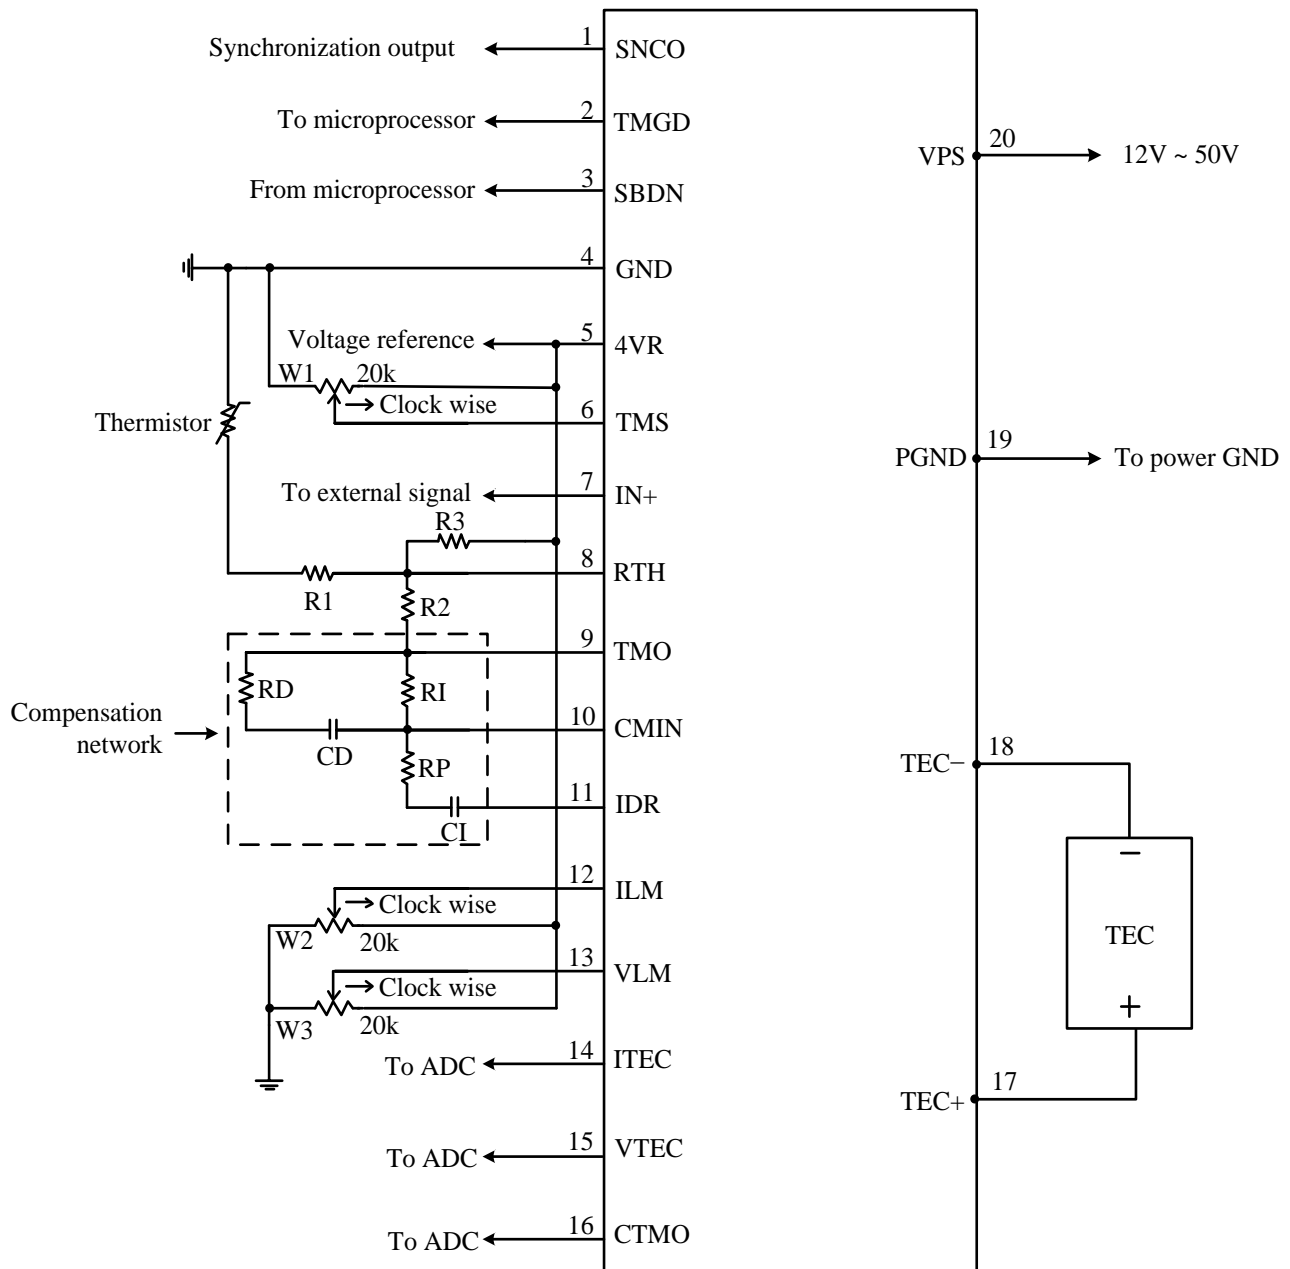 Synchronization output
1
SNCO
To microprocessor
2
TMGD
VPS
20
12V ~ 50V
From microprocessor
3
SBDN
4
GND
Voltage reference
5
4VR
W1
20k
Clock wise
6
TMS
Thermistor
PGND
19
To power GND
To external signal
7
IN+
R3
8
RTH
R1
R2
9
TMO
RD
RI
Compensation
network
10
CMIN
CD
RP
TEC−
18
11
IDR
CI
12
ILM
Clock wise
W2
20k
−
TEC
+
13
VLM
Clock wise
W3
20k
14
ITEC
To ADC
TEC+
17
15
VTEC
To ADC
16
CTMO
To ADC